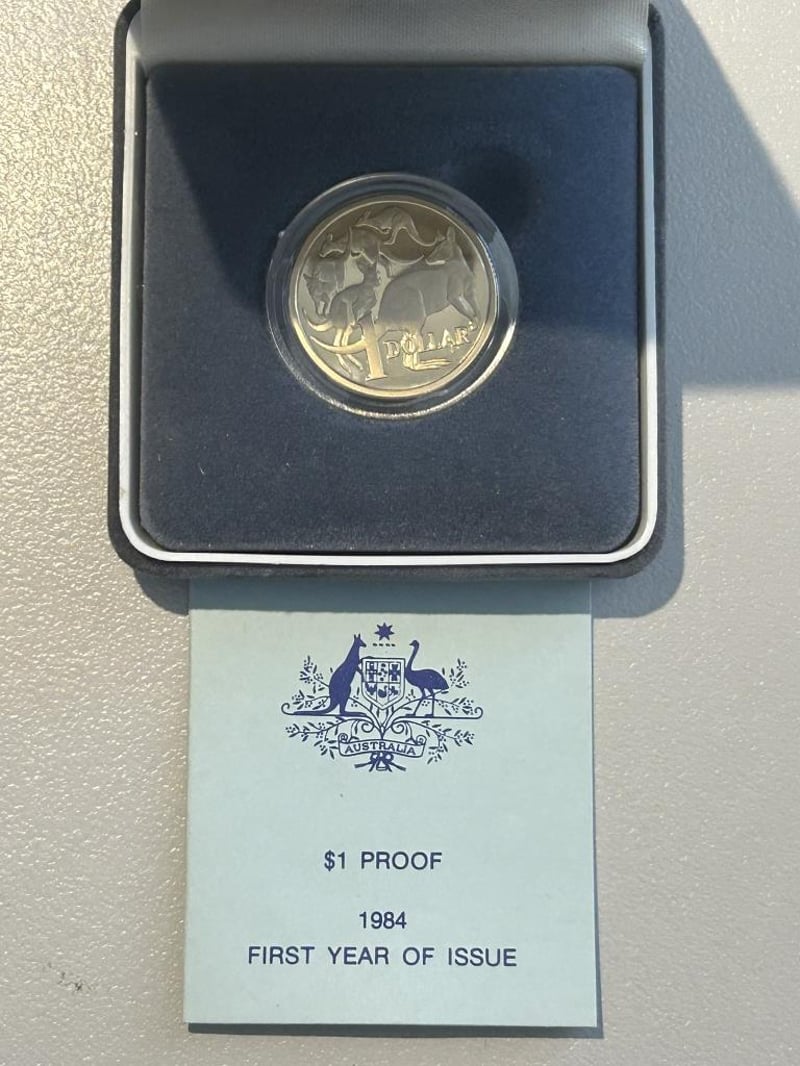 1
DOLLAR
AUSTRALIA
$1 PROOF
1984
FIRST YEAR OF ISSUE